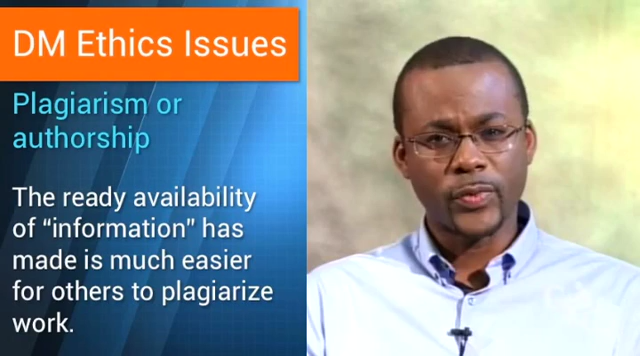 DM Ethics Issues
Plagiarism or
authorship
The ready availability
of “information” has
made is much easier
for others to plagiarize
work.